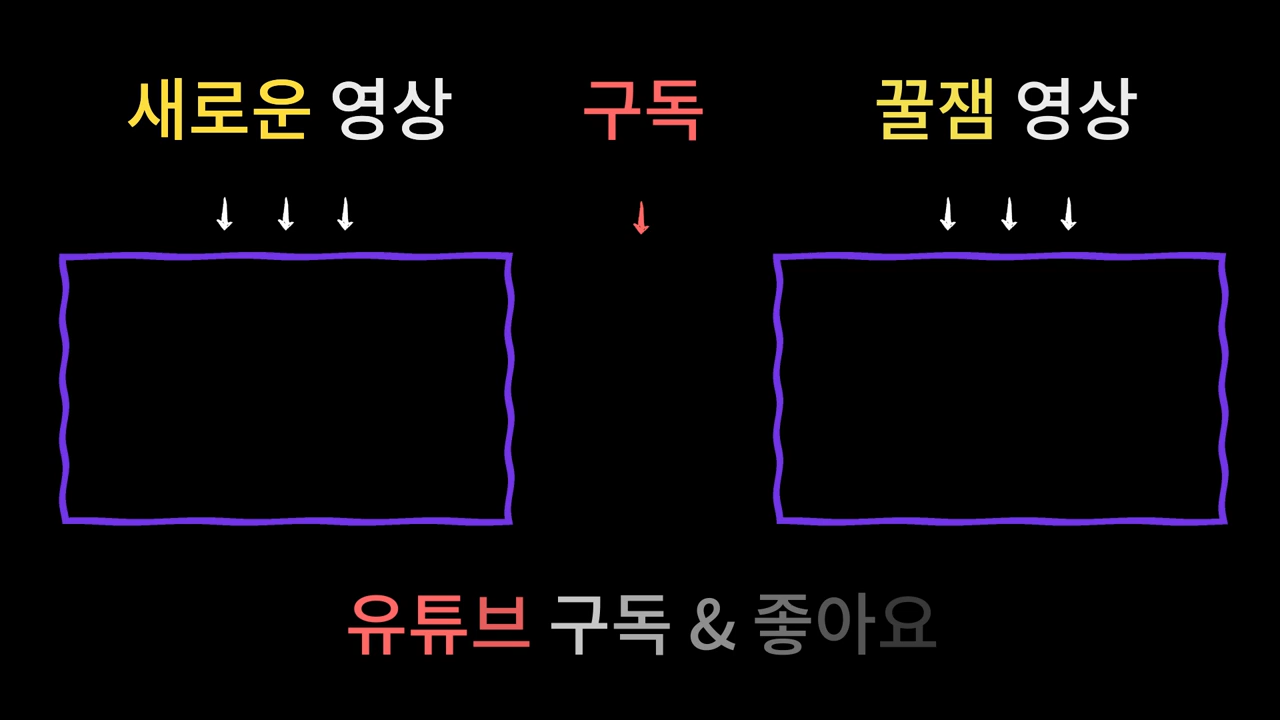 새로운 영상
구독
꿀잼 영상
유튜브 구독 & 좋아요